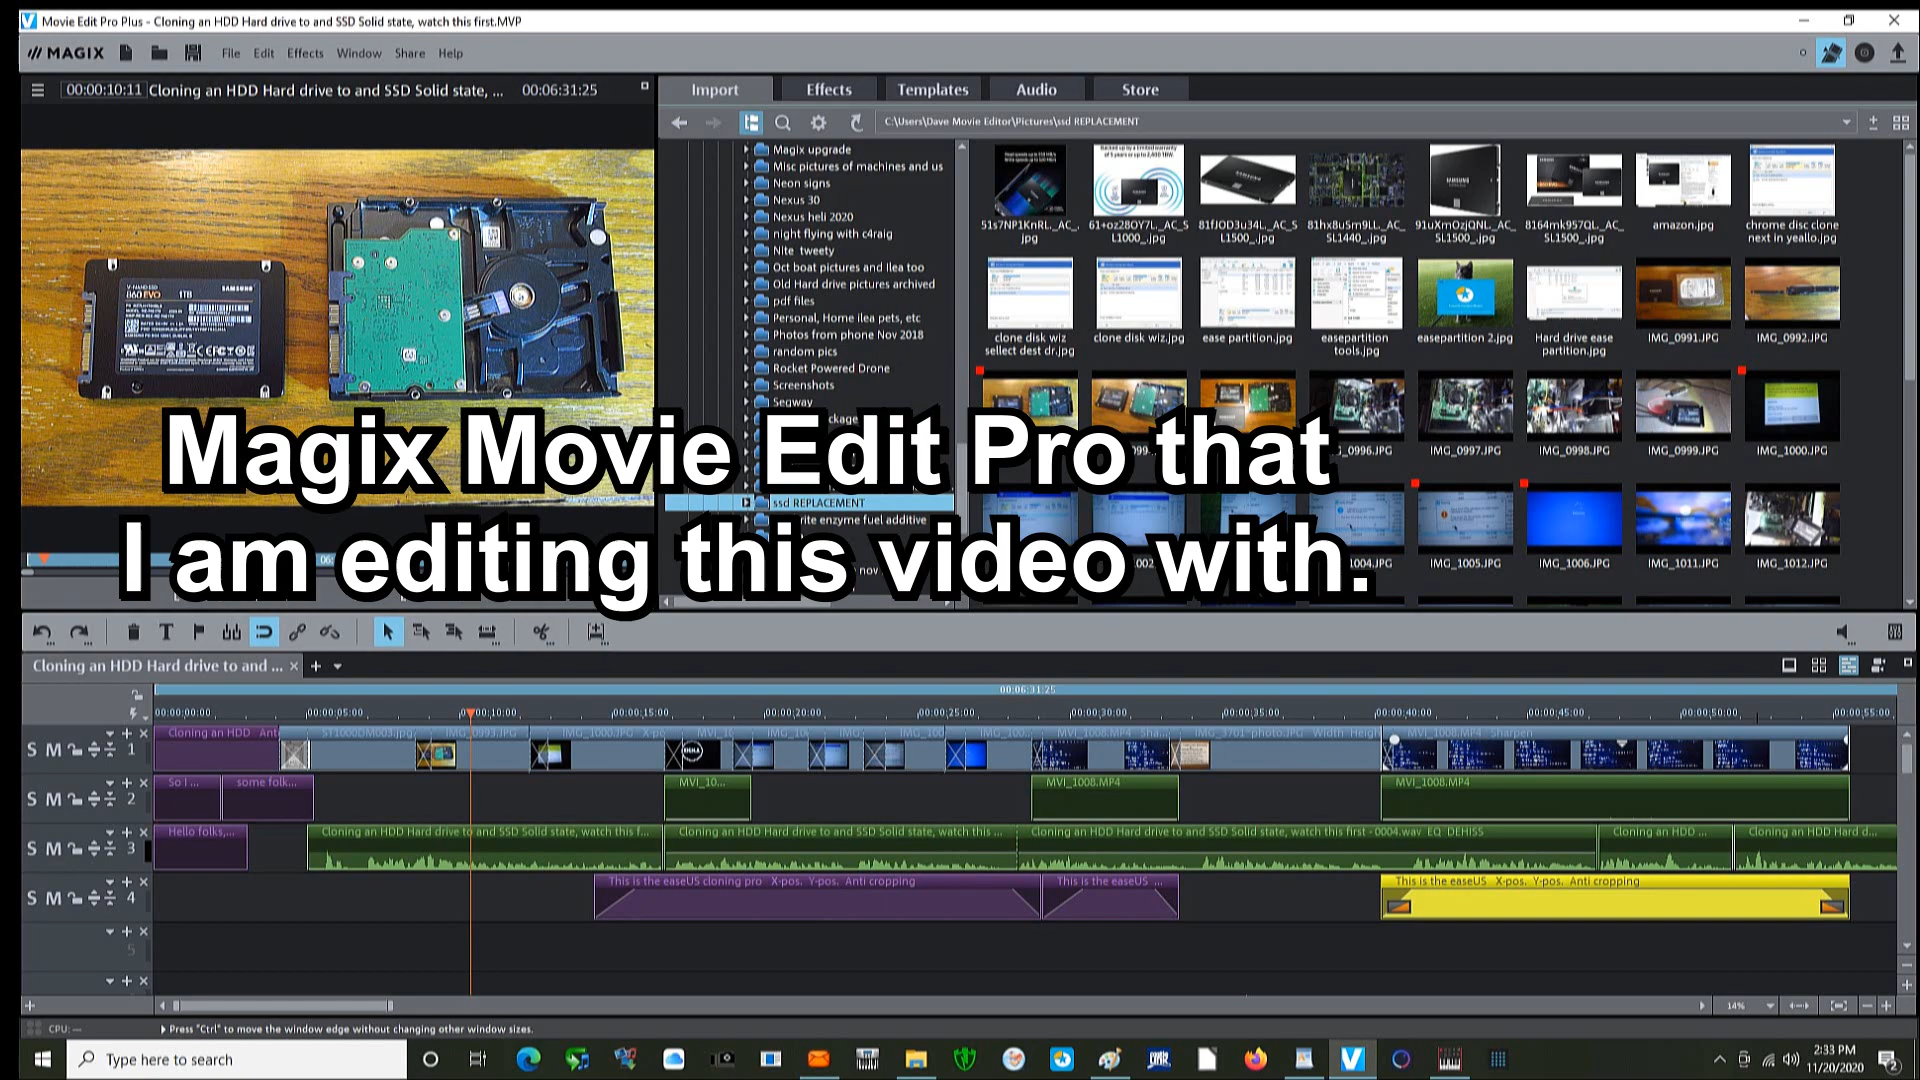 Movie Edit Pro Plus - Cloning an HDD Hard drive to and SSD Solid state, watch this first.MVP
MAGIX File Edit Effects Window Share Help
00:00:10:11 Cloning an HDD Hard drive to and SSD Solid state, ... 00:06:31:25
Import Effects Templates Audio Store
C:\Users\Dave Movie Editor\Pictures\ssd REPLACEMENT
Magix upgrade
Misc pictures of machines and us
Neon signs
Nexus 30
Nexus heli 2020
night flying with c4raig
Nite tweety
Oct boat pictures and Ilea too
Old Hard drive pictures archived
pdf files
Personal, Home ilea pets, etc
Photos from phone Nov 2018
random pics
Rocket Powered Drone
Screenshots
Segway
ssd REPLACEMENT
enzyme fuel additive
nov
SAMSUNG
V-NAND SSD
860 EVO 1TB
51s7NP1KnRL._AC_.jpg
61+oz28OY7L._AC_SL1000_.jpg
81fJOD3u34L._AC_SL1500_.jpg
81hx8uSm9LL._AC_SL1440_.jpg
91uXmOzjQNL._AC_SL1500_.jpg
8164mk957QL._AC_SL1500_.jpg
amazon.jpg
chrome disc clone next in yeallo.jpg
clone disk wiz sellect dest dr.jpg
clone disk wiz.jpg
ease partition.jpg
easepartition tools.jpg
easepartition 2.jpg
Hard drive ease partition.jpg
IMG_0991.JPG
IMG_0992.JPG
IMG_0997.JPG
IMG_0998.JPG
IMG_0999.JPG
IMG_1000.JPG
IMG_1005.JPG
IMG_1006.JPG
IMG_1011.JPG
IMG_1012.JPG
Magix Movie Edit Pro that
I am editing this video with.
Cloning an HDD Hard drive to and ...
00:06:31:25
00:00:00:00 00:00:05:00 00:00:10:00 00:00:15:00 00:00:20:00 00:00:25:00 00:00:30:00 00:00:35:00 00:00:40:00 00:00:45:00 00:00:50:00 00:00:55:00
S M 1
Cloning an HDD Ant ST1000DM003.jpg IMG_0993.JPG IMG_1000.JPG X-po MVI_1008.MP4 Sha... IMG_3701 -photo.JPG Width Heigh MVI_1008.MP4 Sharpen
S M 2
So I ... some folk... MVI_10... MVI_1008.MP4 MVI_1008.MP4
S M 3
Hello folks,... Cloning an HDD Hard drive to and SSD Solid state, watch this f... Cloning an HDD Hard drive to and SSD Solid state, watch this ... Cloning an HDD Hard drive to and SSD Solid state, watch this first - 0004.wav EQ DEHISS Cloning an HDD ... Cloning an HDD Hard d...
S M 4
This is the easeUS cloning pro X-pos. Y-pos. Anti cropping This is the easeUS ... This is the easeUS X-pos. Y-pos. Anti cropping
5
14%
CPU: —
Press "Ctrl" to move the window edge without changing other window sizes.
Type here to search
2:33 PM
11/20/2020
2